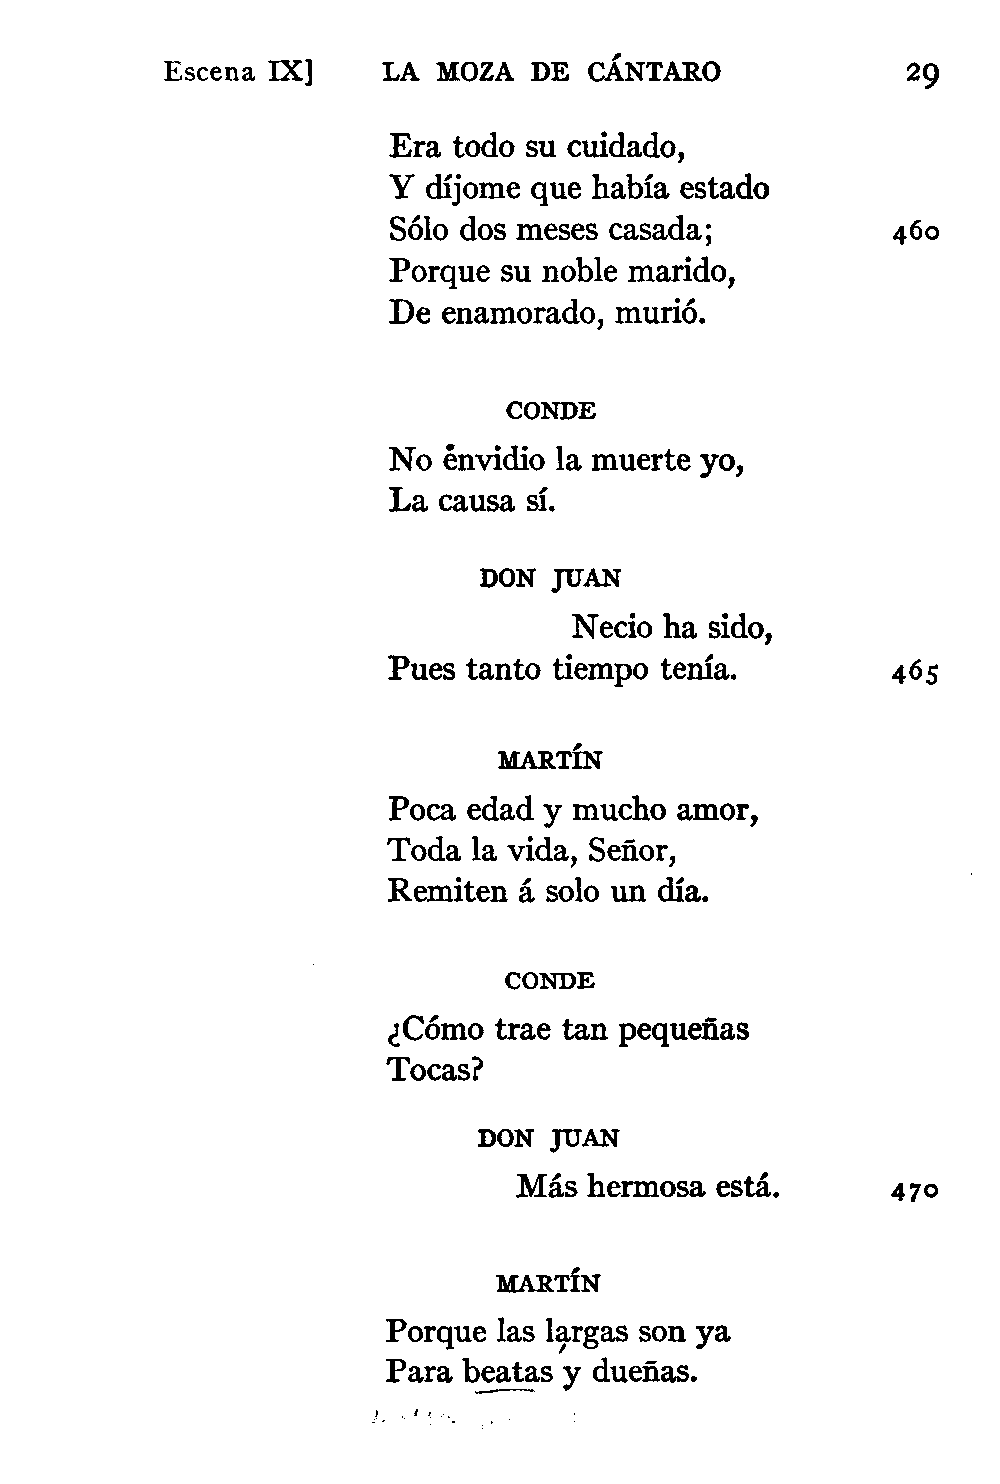 Escena IX] LA MOZA DE CÁNTARO 29
Era todo su cuidado,
Y díjome que había estado
Sólo dos meses casada; 460
Porque su noble marido,
De enamorado, murió.
CONDE
No envidio la muerte yo,
La causa sí.
DON JUAN
Necio ha sido,
Pues tanto tiempo tenía. 465
MARTÍN
Poca edad y mucho amor,
Toda la vida, Señor,
Remiten á solo un día.
CONDE
¿Cómo trae tan pequeñas
Tocas?
DON JUAN
Más hermosa está. 470
MARTÍN
Porque las largas son ya
Para beatas y dueñas.